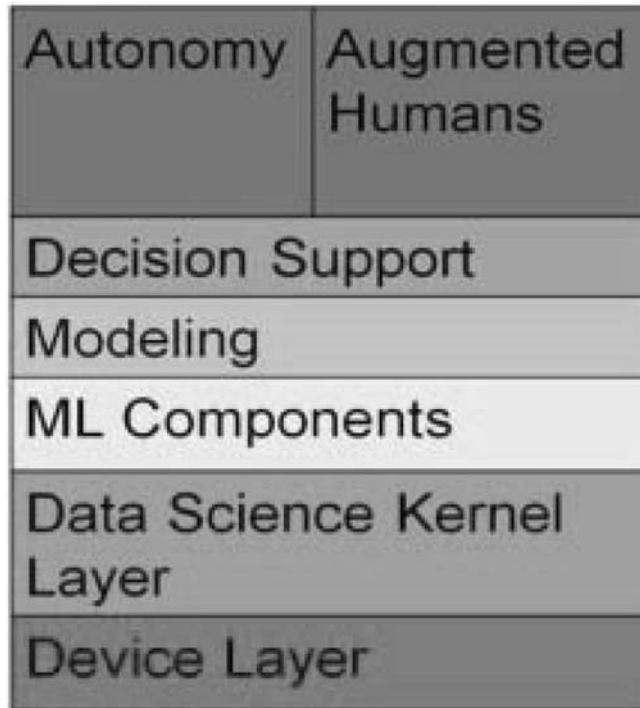 Autonomy
Augmented
Humans
Decision Support
Modeling
ML Components
Data Science Kernel
Layer
Device Layer